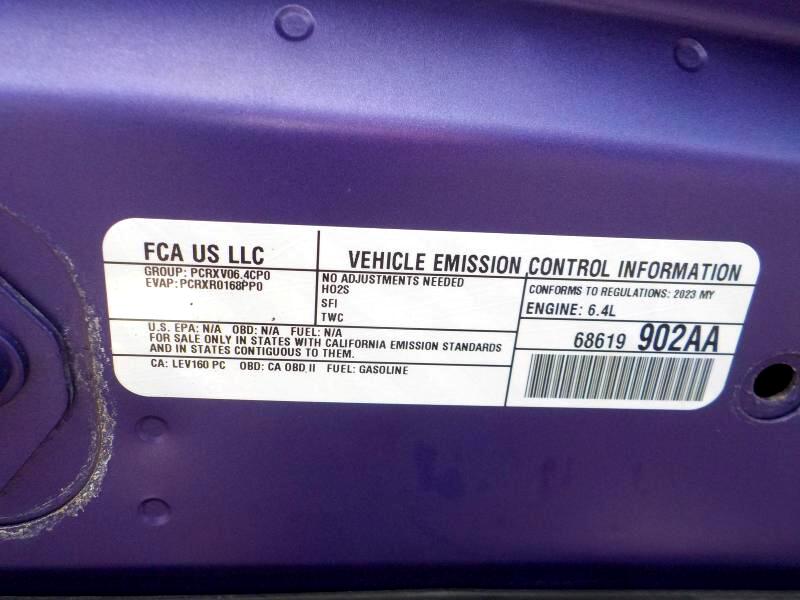 FCA US LLC
GROUP: PCRXV06.4CP0
EVAP: PCRXR0168PP0
VEHICLE EMISSION CONTROL INFORMATION
NO ADJUSTMENTS NEEDED
HO2S
SFI
TWC
CONFORMS TO REGULATIONS: 2023 MY
ENGINE: 6.4L
U.S. EPA: N/A OBD: N/A FUEL: N/A
FOR SALE ONLY IN STATES WITH CALIFORNIA EMISSION STANDARDS
AND IN STATES CONTIGUOUS TO THEM.
68619 902AA
CA: LEV160 PC OBD: CA OBD II FUEL: GASOLINE